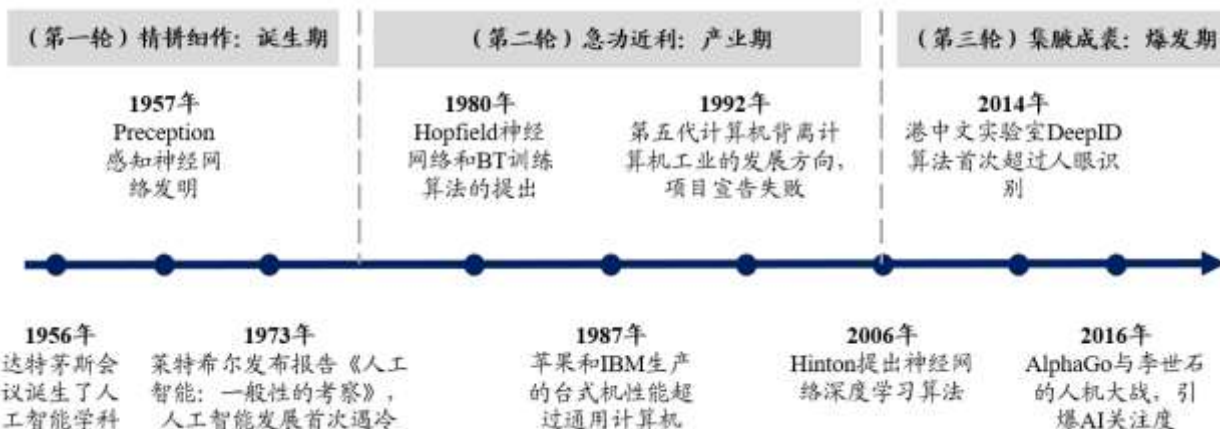 （第一轮）精耕细作：诞生期
（第二轮）急功近利：产业期
（第三轮）集腋成裘：爆发期
1957年
Preception
感知神经网
络发明
1980年
Hopfield神经
网络和BT训练
算法的提出
1992年
第五代计算机背离计
算机工业的发展方向，
项目宣告失败
2014年
港中文实验室DeepID
算法首次超过人眼识
别
1956年
达特茅斯会
议诞生了人
工智能学科
1973年
莱特希尔发布报告《人工
智能：一般性的考察》，
人工智能发展首次遇冷
1987年
苹果和IBM生产
的台式机性能超
过通用计算机
2006年
Hinton提出神经网
络深度学习算法
2016年
AlphaGo与李世石
的人机大战，引
爆AI关注度